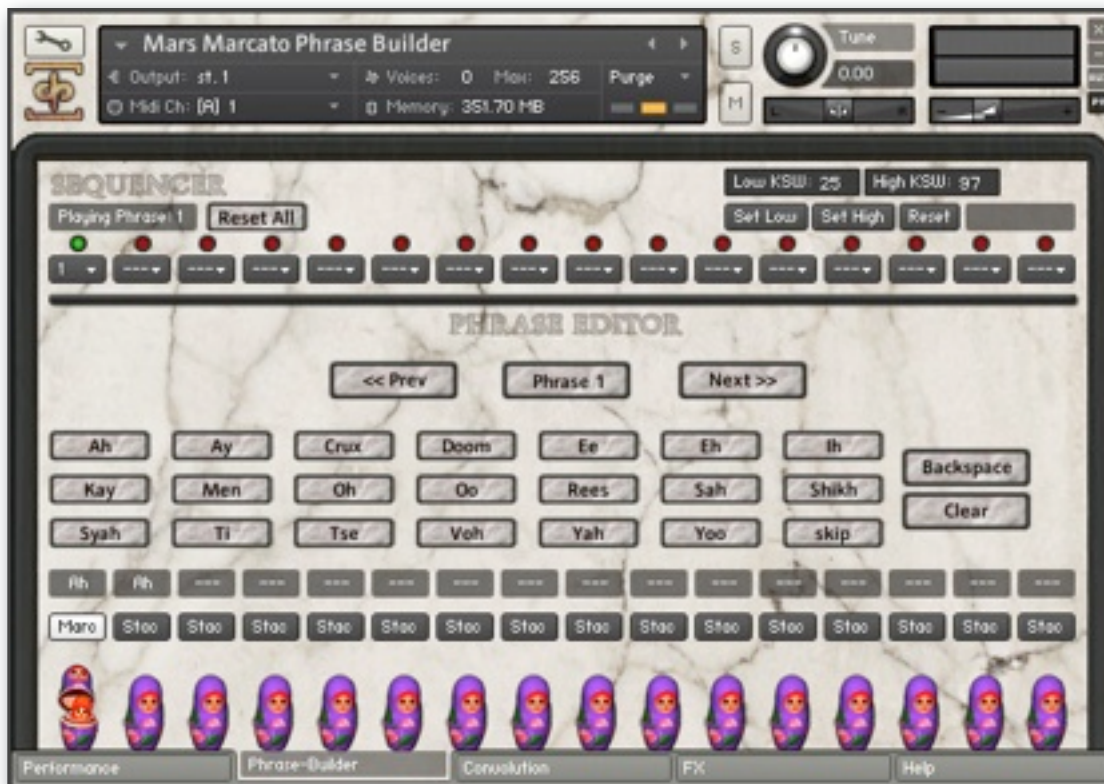 Mars Marcato Phrase Builder
S
Tune
Output: st. 1 Voices: 0 Max: 256 Purge
0.00
Midi Ch: [A] 1 Memory: 351.70 MB
M
L R
SEQUENCER
Low KSW: 25 High KSW: 97
Playing Phrase: 1 Reset All Set Low Set High Reset
1 --- --- --- --- --- --- --- --- --- --- --- --- --- --- ---
PHRASE EDITOR
<< Prev Phrase 1 Next >>
Ah Ay Crux Doom Ee Eh Ih
Backspace
Kay Men Oh Oo Rees Sah Shikh
Clear
Syah Ti Tse Voh Yah Yoo skip
Ah Ah --- --- --- --- --- --- --- --- --- --- --- --- --- ---
Marc Stac Stac Stac Stac Stac Stac Stac Stac Stac Stac Stac Stac Stac Stac Stac
Performance Phrase-Builder Convolution FX Help